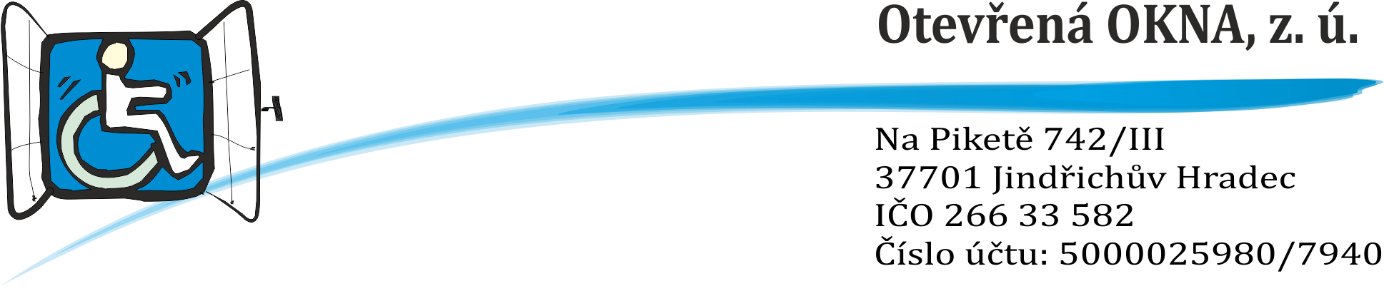 Otevřená OKNA, z. ú.
Na Piketě 742/III
37701 Jindřichův Hradec
IČO 266 33 582
Číslo účtu: 5000025980/7940